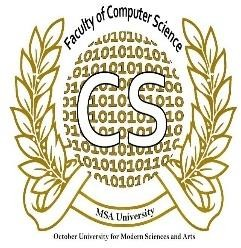 Faculty of Computer Science
CS
MSA University
October University for Modern Sciences and Arts